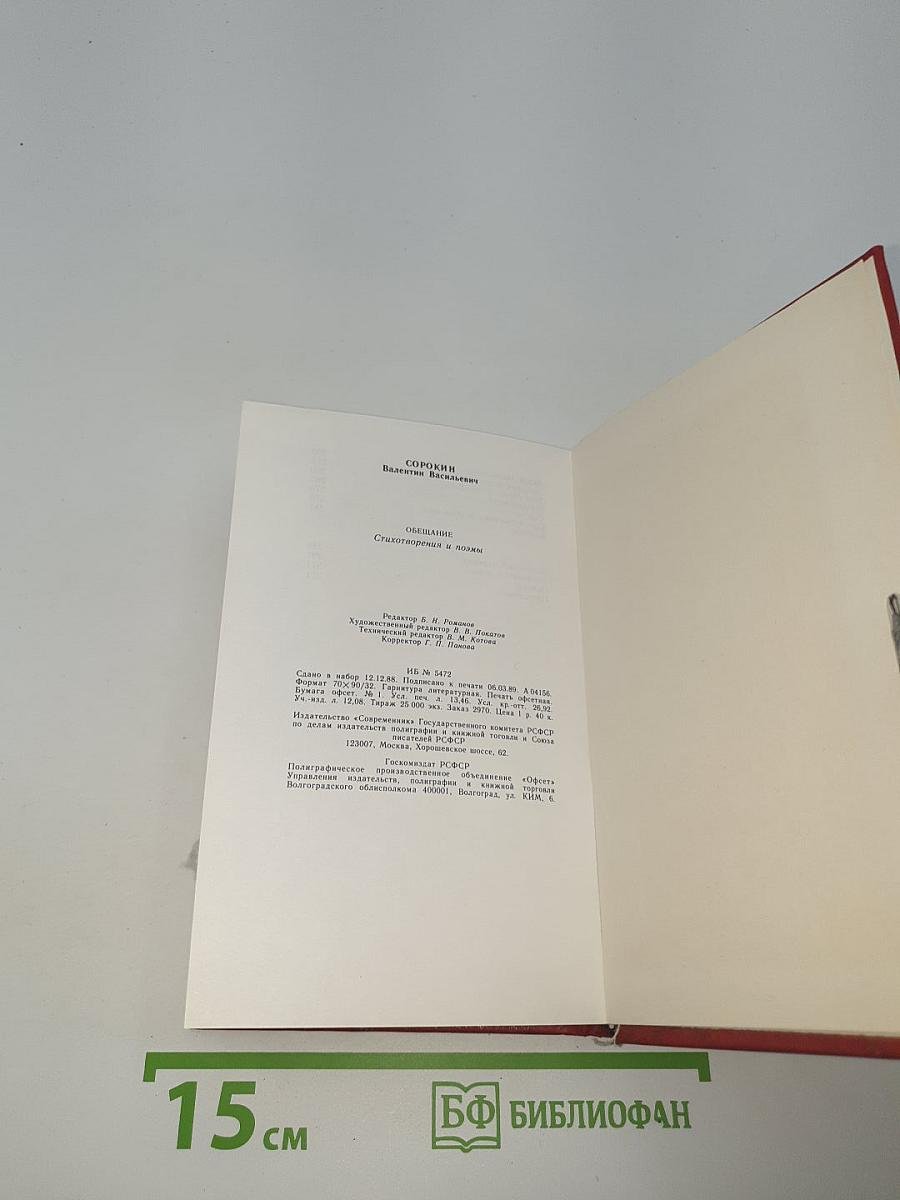 СОРОКИН
Валентин Васильевич
ОБЕЩАНИЕ
Стихотворения и поэмы
Редактор Б. Н. Романов
Художественный редактор В. В. Покатов
Технический редактор В. М. Котова
Корректор Г. П. Панова
ИБ № 5472
Сдано в набор 12.12.88. Подписано к печати 06.03.89. А 04156.
Формат 70×90/32. Гарнитура литературная. Печать офсетная.
Бумага офсет. № 1. Усл. печ. л. 13,46. Усл. кр.-отт. 26,92.
Уч.-изд. л. 12,08. Тираж 25 000 экз. Заказ 2970. Цена 1 р. 40 к.
Издательство «Современник» Государственного комитета РСФСР
по делам издательств полиграфии и книжной тоговли и Союза
писателей РСФСР
123007, Москва, Хорошевское шоссе, 62.
Госкомиздат РСФСР
Полиграфическое производственное объединение «Офсет»
Управления издательств, полиграфии и книжной торговли
Волгоградского облисполкома 400001, Волгоград, ул. КИМ, 6.
15 см
БФ БИБЛИОФАН